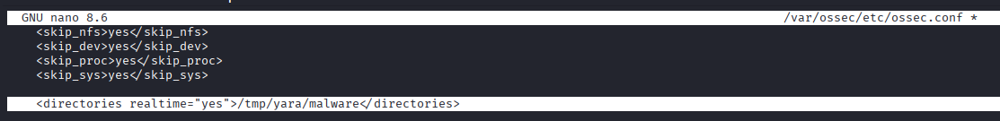 GNU nano 8.6 /var/ossec/etc/ossec.conf *
<skip_nfs>yes</skip_nfs>
<skip_dev>yes</skip_dev>
<skip_proc>yes</skip_proc>
<skip_sys>yes</skip_sys>
<directories realtime="yes">/tmp/yara/malware</directories>